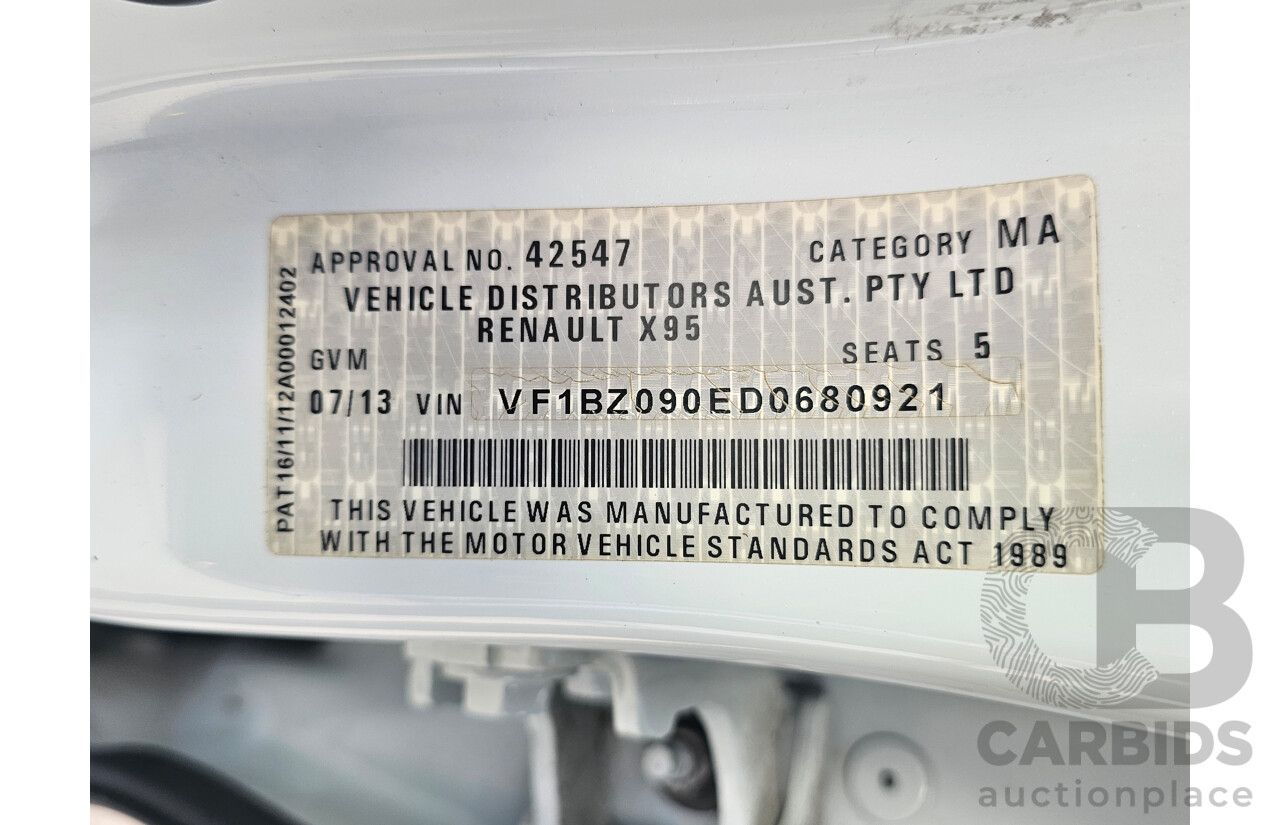 APPROVAL NO. 42547 CATEGORY MA
VEHICLE DISTRIBUTORS AUST. PTY LTD
RENAULT X95
GVM SEATS 5
07/13 VIN VF1BZ090ED0680921
THIS VEHICLE WAS MANUFACTURED TO COMPLY
WITH THE MOTOR VEHICLE STANDARDS ACT 1989
PAT16/11/12A00012402
CB
CARBIDS
auctionplace